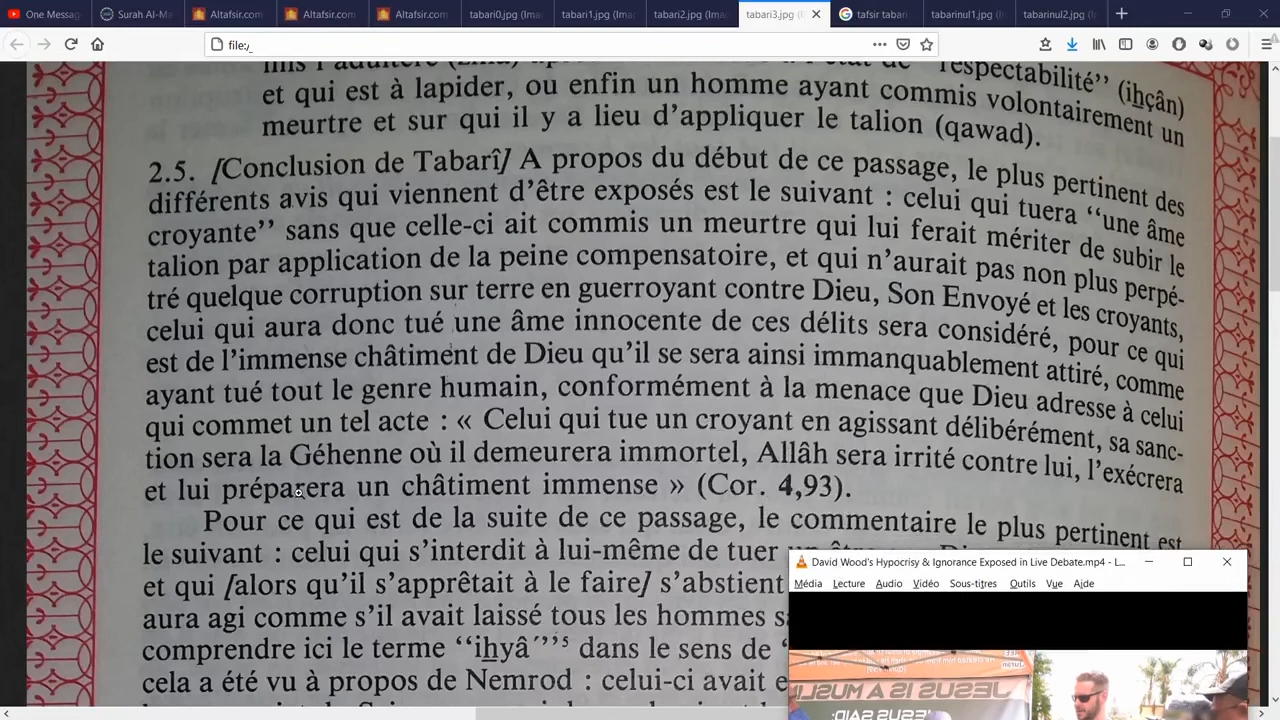 One Messag
Surah Al-Ma
Altafsir.com
Altafsir.com
Altafsir.com
tabari0.jpg (Ima
tabari1.jpg (Ima
tabari2.jpg (Ima
tabari3.jpg (I
tafsir tabari
tabarinul1.jpg (
tabarinul2.jpg (
file:/
et qui est à lapider, ou enfin un homme ayant commis volontairement un
"respectabilité" (ihçân)
meurtre et sur qui il y a lieu d'appliquer le talion (qawad).
2.5. /Conclusion de Tabarî/ A propos du début de ce passage, le plus pertinent des
différents avis qui viennent d'être exposés est le suivant : celui qui tuera "une âme
croyante" sans que celle-ci ait commis un meurtre qui lui ferait mériter de subir le
talion par application de la peine compensatoire, et qui n'aurait pas non plus perpé-
tré quelque corruption sur terre en guerroyant contre Dieu, Son Envoyé et les croyants,
celui qui aura donc tué une âme innocente de ces délits sera considéré, pour ce qui
est de l'immense châtiment de Dieu qu'il se sera ainsi immanquablement attiré, comme
ayant tué tout le genre humain, conformément à la menace que Dieu adresse à celui
qui commet un tel acte : « Celui qui tue un croyant en agissant délibérément, sa sanc-
tion sera la Géhenne où il demeurera immortel, Allâh sera irrité contre lui, l'exécrera
et lui préparera un châtiment immense » (Cor. 4,93).
Pour ce qui est de la suite de ce passage, le commentaire le plus pertinent est
le suivant : celui qui s'interdit à lui-même de tuer
et qui /alors qu'il s'apprêtait à le faire/ s'abstient
aura agi comme s'il avait laissé tous les hommes
comprendre ici le terme "ihyâ'"⁵ dans le sens de
cela a été vu à propos de Nemrod : celui-ci avait
David Wood's Hypocrisy & Ignorance Exposed in Live Debate.mp4 - L...
Média Lecture Audio Vidéo Sous-titres Outils Vue Aide
JESUS IS A MUSLIM
JESUS SAID: